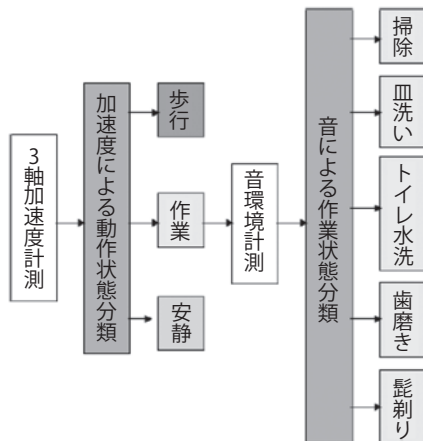 3軸加速度計測
加速度による動作状態分類
歩行
作業
安静
音環境計測
音による作業状態分類
掃除
皿洗い
トイレ水洗
歯磨き
髭剃り